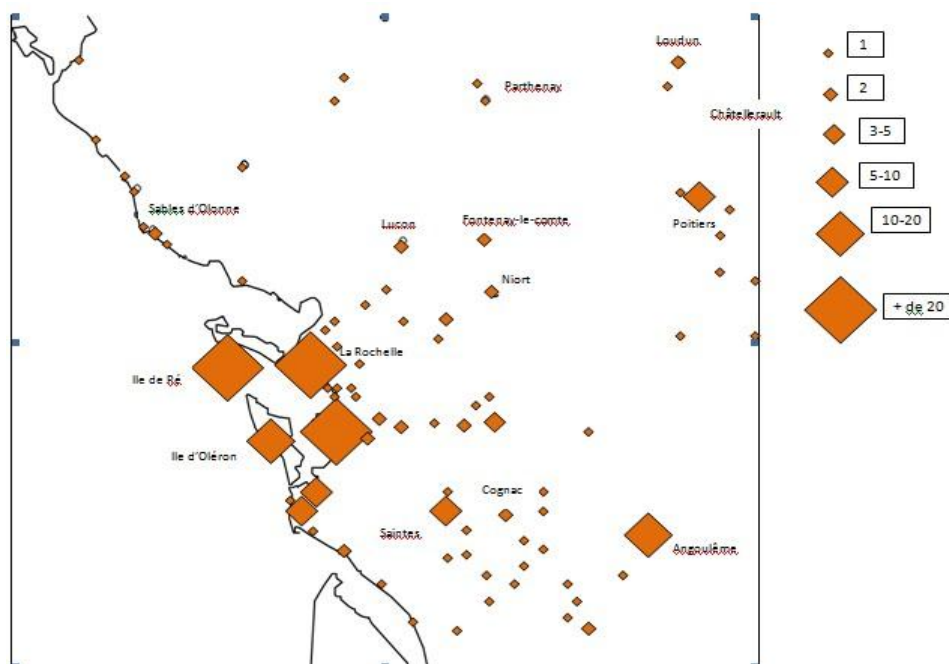 Loudun
1
Parthenay
2
Châtellerault
3-5
5-10
Sables d'Olonne
Luçon
Fontenay-le-comte
Poitiers
10-20
Niort
+ de 20
La Rochelle
Ile de Ré
Ile d'Oléron
Cognac
Saintes
Angoulême